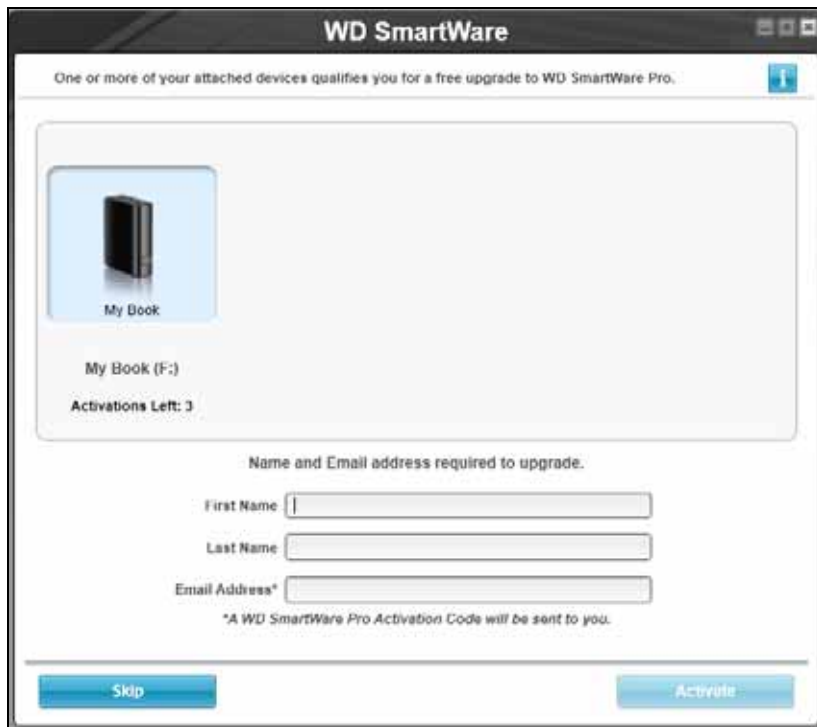 WD SmartWare
One or more of your attached devices qualifies you for a free upgrade to WD SmartWare Pro.
i
My Book
My Book (F:)
Activations Left: 3
Name and Email address required to upgrade.
First Name
Last Name
Email Address*
*A WD SmartWare Pro Activation Code will be sent to you.
Skip
Activate